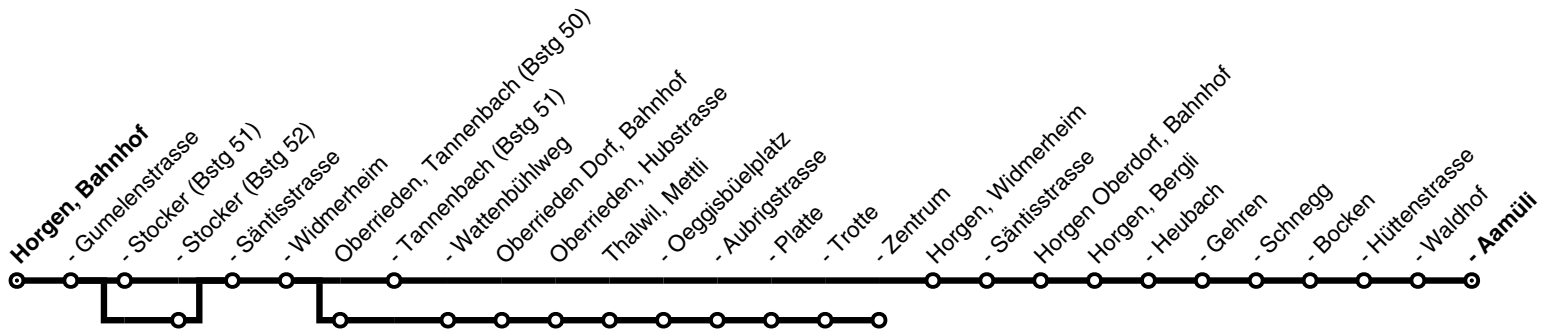 Horgen, Bahnhof
- Gumelenstrasse
- Stocker (Bstg 51)
- Stocker (Bstg 52)
- Säntisstrasse
- Widmerheim
Oberrieden, Tannenbach (Bstg 50)
- Tannenbach (Bstg 51)
- Wattenbühlweg
Oberrieden Dorf, Bahnhof
Oberrieden, Hubstrasse
Thalwil, Mettli
- Oeggisbüelplatz
- Aubrigstrasse
- Platte
- Trotte
- Zentrum
Horgen, Widmerheim
- Säntisstrasse
Horgen Oberdorf, Bahnhof
Horgen, Bergli
- Heubach
- Gehren
- Schnegg
- Bocken
- Hüttenstrasse
- Waldhof
- Aamüli